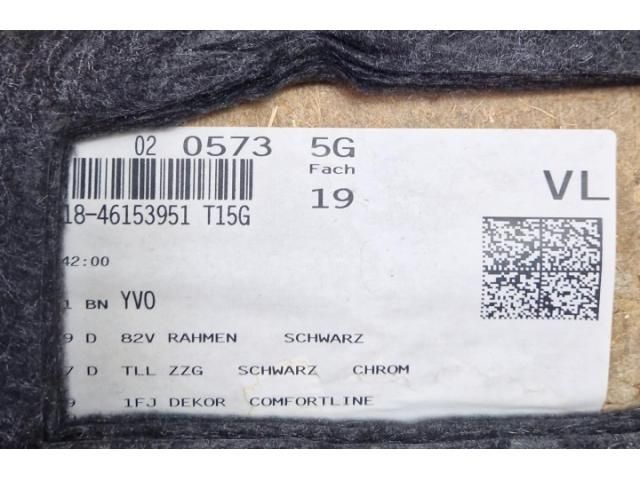 02 0573 5G
Fach
19
VL
18-46153951 T15G
42:00
1 BN YVO
9 D 82V RAHMEN SCHWARZ
7 D TLL ZZG SCHWARZ CHROM
9 1FJ DEKOR COMFORTLINE